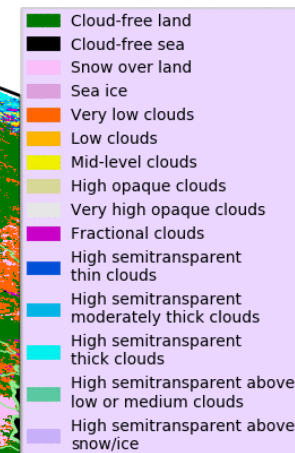 Cloud-free land
Cloud-free sea
Snow over land
Sea ice
Very low clouds
Low clouds
Mid-level clouds
High opaque clouds
Very high opaque clouds
Fractional clouds
High semitransparent
thin clouds
High semitransparent
moderately thick clouds
High semitransparent
thick clouds
High semitransparent above
low or medium clouds
High semitransparent above
snow/ice